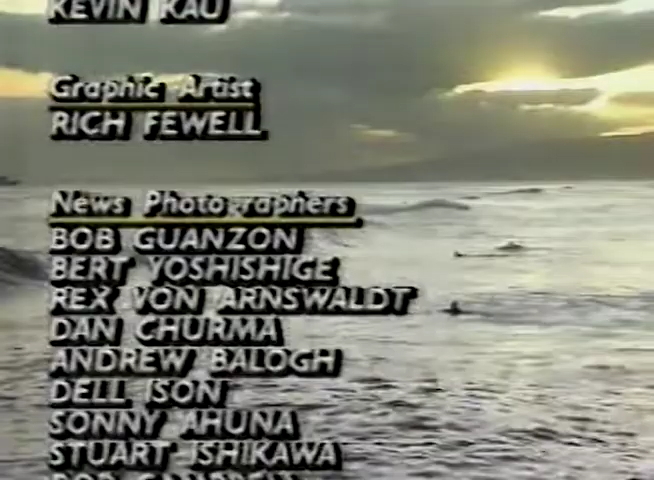 KEVIN KAU
Graphic Artist
RICH FEWELL
News Photographers
BOB GUANZON
BERT YOSHISHIGE
REX VON ARNSWALDT
DAN CHURMA
ANDREW BALOGH
DELL ISON
SONNY AHUNA
STUART ISHIKAWA